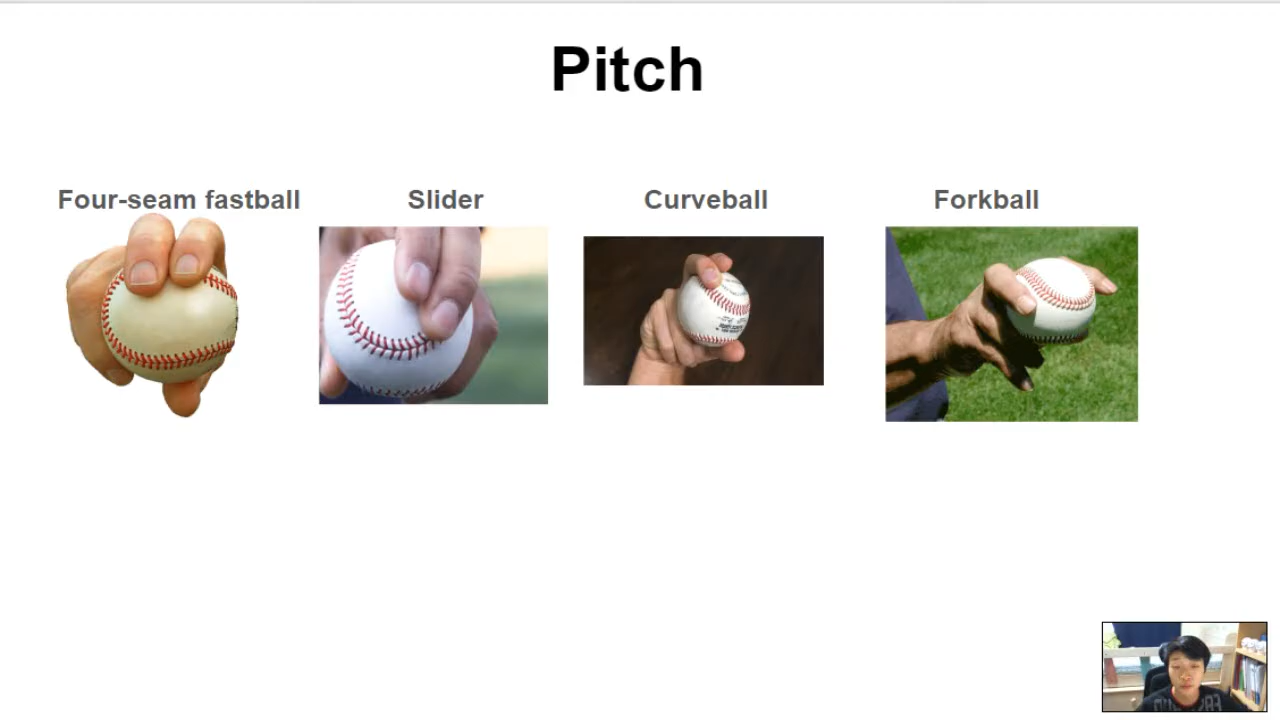 Pitch
Four-seam fastball
Slider
Curveball
Forkball